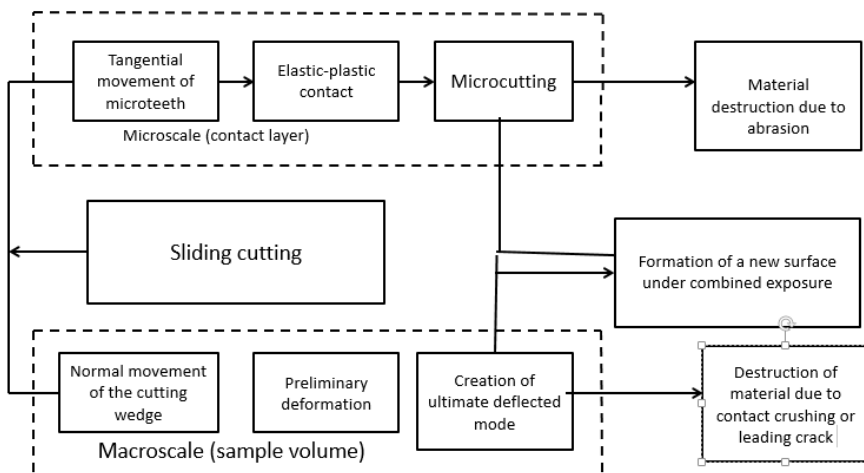 Tangential
movement of
microteeth
Elastic-plastic
contact
Microcutting
Microscale (contact layer)
Material
destruction due to
abrasion
Sliding cutting
Formation of a new surface
under combined exposure
Normal movement
of the cutting
wedge
Preliminary
deformation
Creation of
ultimate deflected
mode
Macroscale (sample volume)
Destruction of
material due to
contact crushing or
leading crack